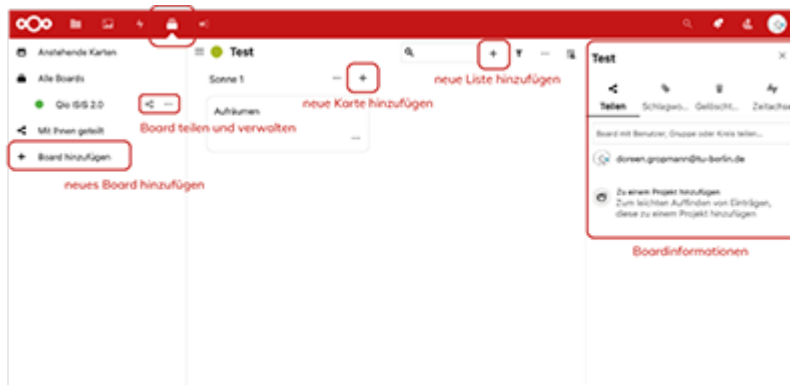 Anstehende Karten
Alle Boards
Qio ISIS 2.0
Mit Ihnen geteilt
Board hinzufügen
Board teilen und verwalten
neues Board hinzufügen
Test
Sonne 1
neue Karte hinzufügen
neue Liste hinzufügen
Aufräumen
Test
Teilen
Schlagwo...
Gelöscht...
Zeitachse
Board mit Benutzer, Gruppe oder Kreis teilen...
doreen.gropmann@tu-berlin.de
Zu einem Projekt hinzufügen
Zum leichten Auffinden von Einträgen,
diese zu einem Projekt hinzufügen
Boardinformationen